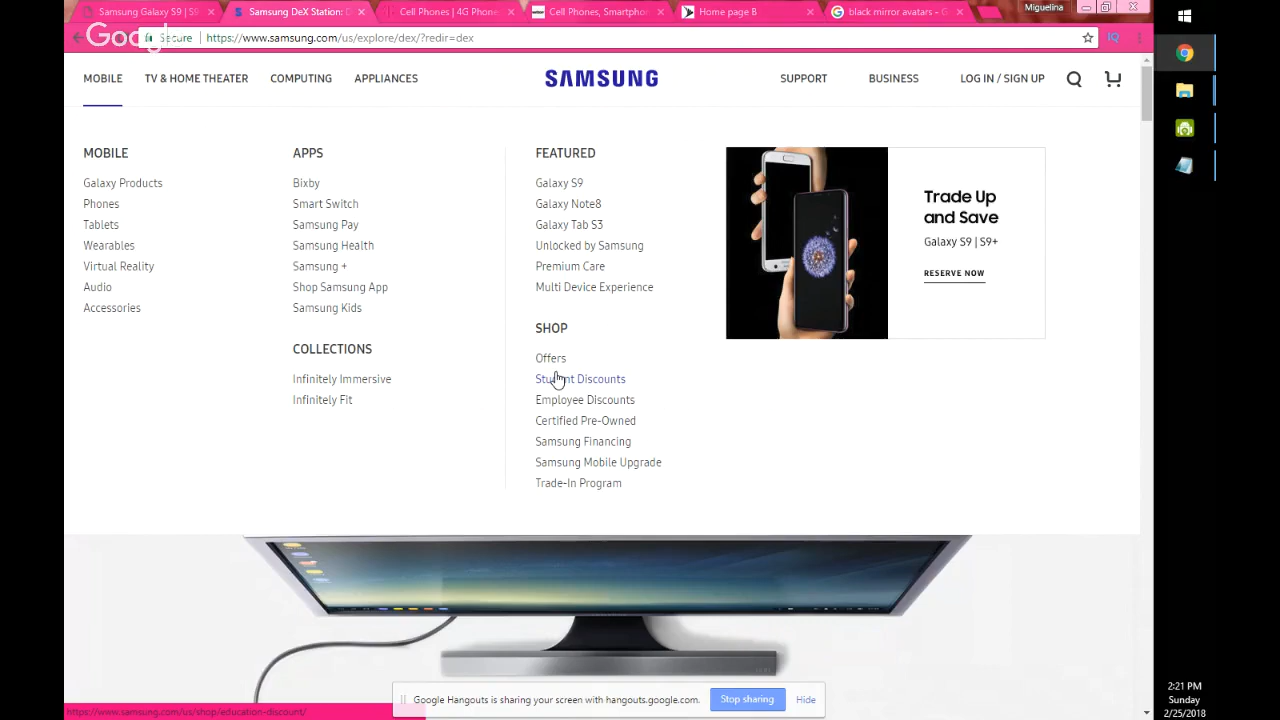 Samsung Galaxy S9 | S9
Samsung DeX Station: D
Cell Phones | 4G Phone
Cell Phones, Smartpho
Home page B
black mirror avatars - G
Miguelina
Secure
https://www.samsung.com/us/explore/dex/?redir=dex
IQ
MOBILE
TV & HOME THEATER
COMPUTING
APPLIANCES
SAMSUNG
SUPPORT
BUSINESS
LOG IN / SIGN UP
MOBILE
Galaxy Products
Phones
Tablets
Wearables
Virtual Reality
Audio
Accessories
APPS
Bixby
Smart Switch
Samsung Pay
Samsung Health
Samsung +
Shop Samsung App
Samsung Kids
COLLECTIONS
Infinitely Immersive
Infinitely Fit
FEATURED
Galaxy S9
Galaxy Note8
Galaxy Tab S3
Unlocked by Samsung
Premium Care
Multi Device Experience
SHOP
Offers
Student Discounts
Employee Discounts
Certified Pre-Owned
Samsung Financing
Samsung Mobile Upgrade
Trade-In Program
Trade Up
and Save
Galaxy S9 | S9+
RESERVE NOW
Google Hangouts is sharing your screen with hangouts.google.com.
Stop sharing
Hide
https://www.samsung.com/us/shop/education-discount/
2:21 PM
Sunday
2/25/2018